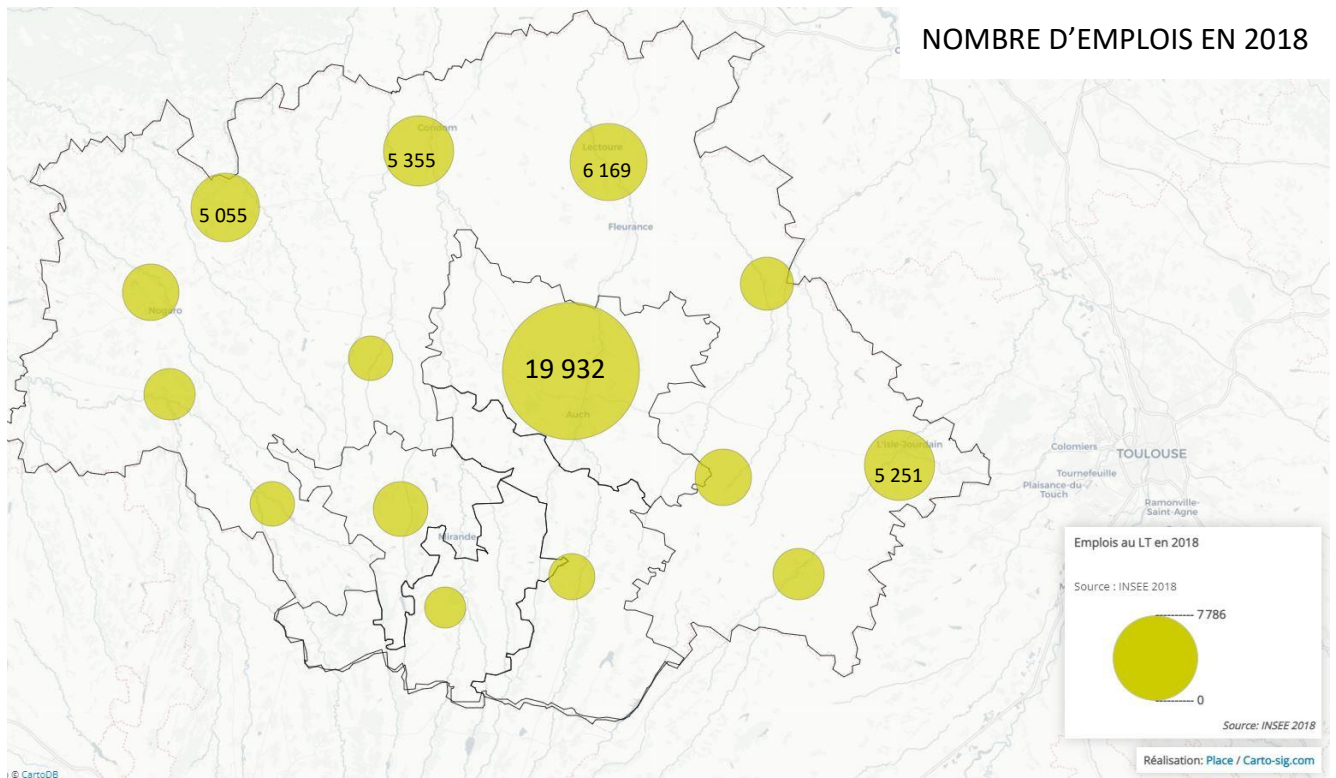 NOMBRE D'EMPLOIS EN 2018
Condom
5 355
Lectoure
6 169
5 055
Fleurance
Nogaro
19 932
Auch
L'Isle-Jourdain
5 251
Colomiers
TOULOUSE
Tournefeuille
Plaisance-du-
Touch
Ramonville-
Saint-Agne
Mirande
Emplois au LT en 2018
Source : INSEE 2018
---------- 7786
---------- 0
Source: INSEE 2018
Réalisation: Place / Carto-sig.com
© CartoDB